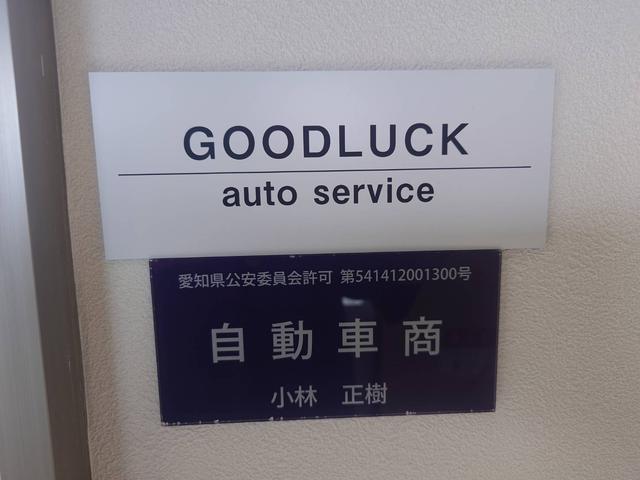 GOODLUCK
auto service
愛知県公安委員会許可 第541412001300号
自動車商
小林 正樹